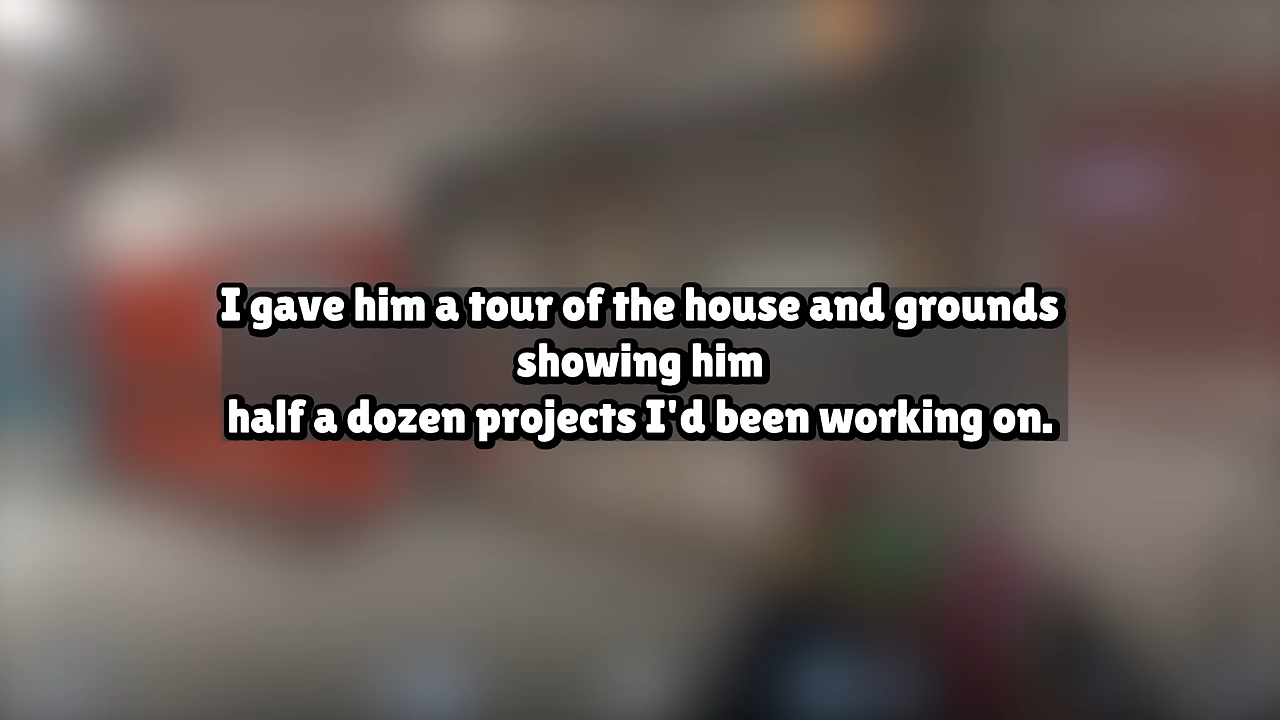 I gave him a tour of the house and grounds
showing him
half a dozen projects I'd been working on.